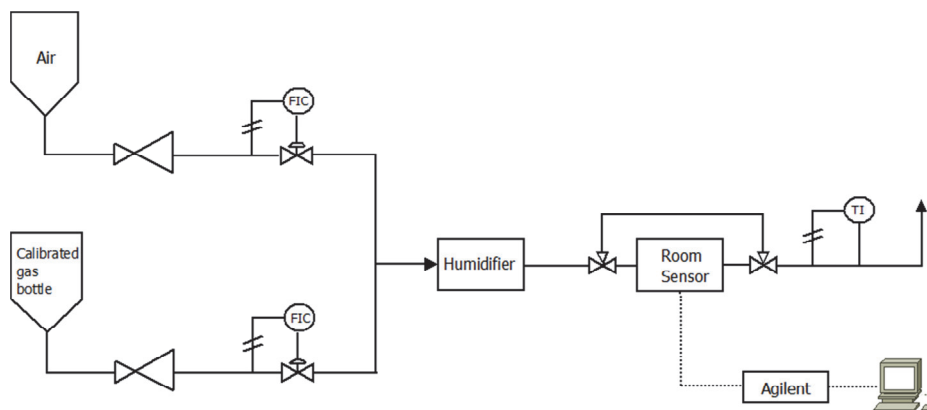 Air
FIC
Calibrated
gas
bottle
FIC
Humidifier
Room
Sensor
TI
Agilent